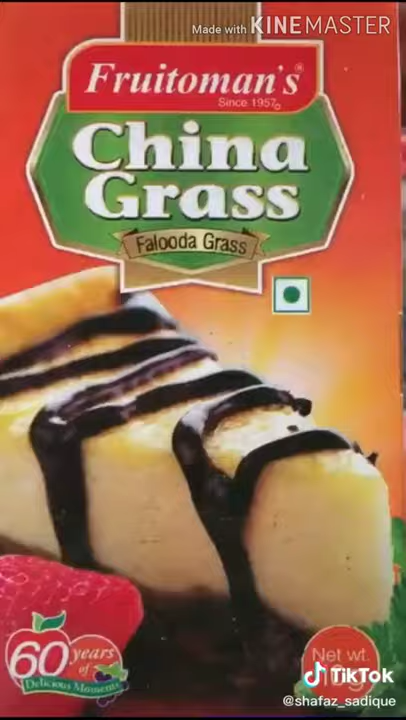 Made with KINEMASTER
Fruitoman's®
Since 1957
China
Grass
Falooda Grass
60 years
of
Delicious Moments
Net wt.
TikTok
@shafaz_sadique